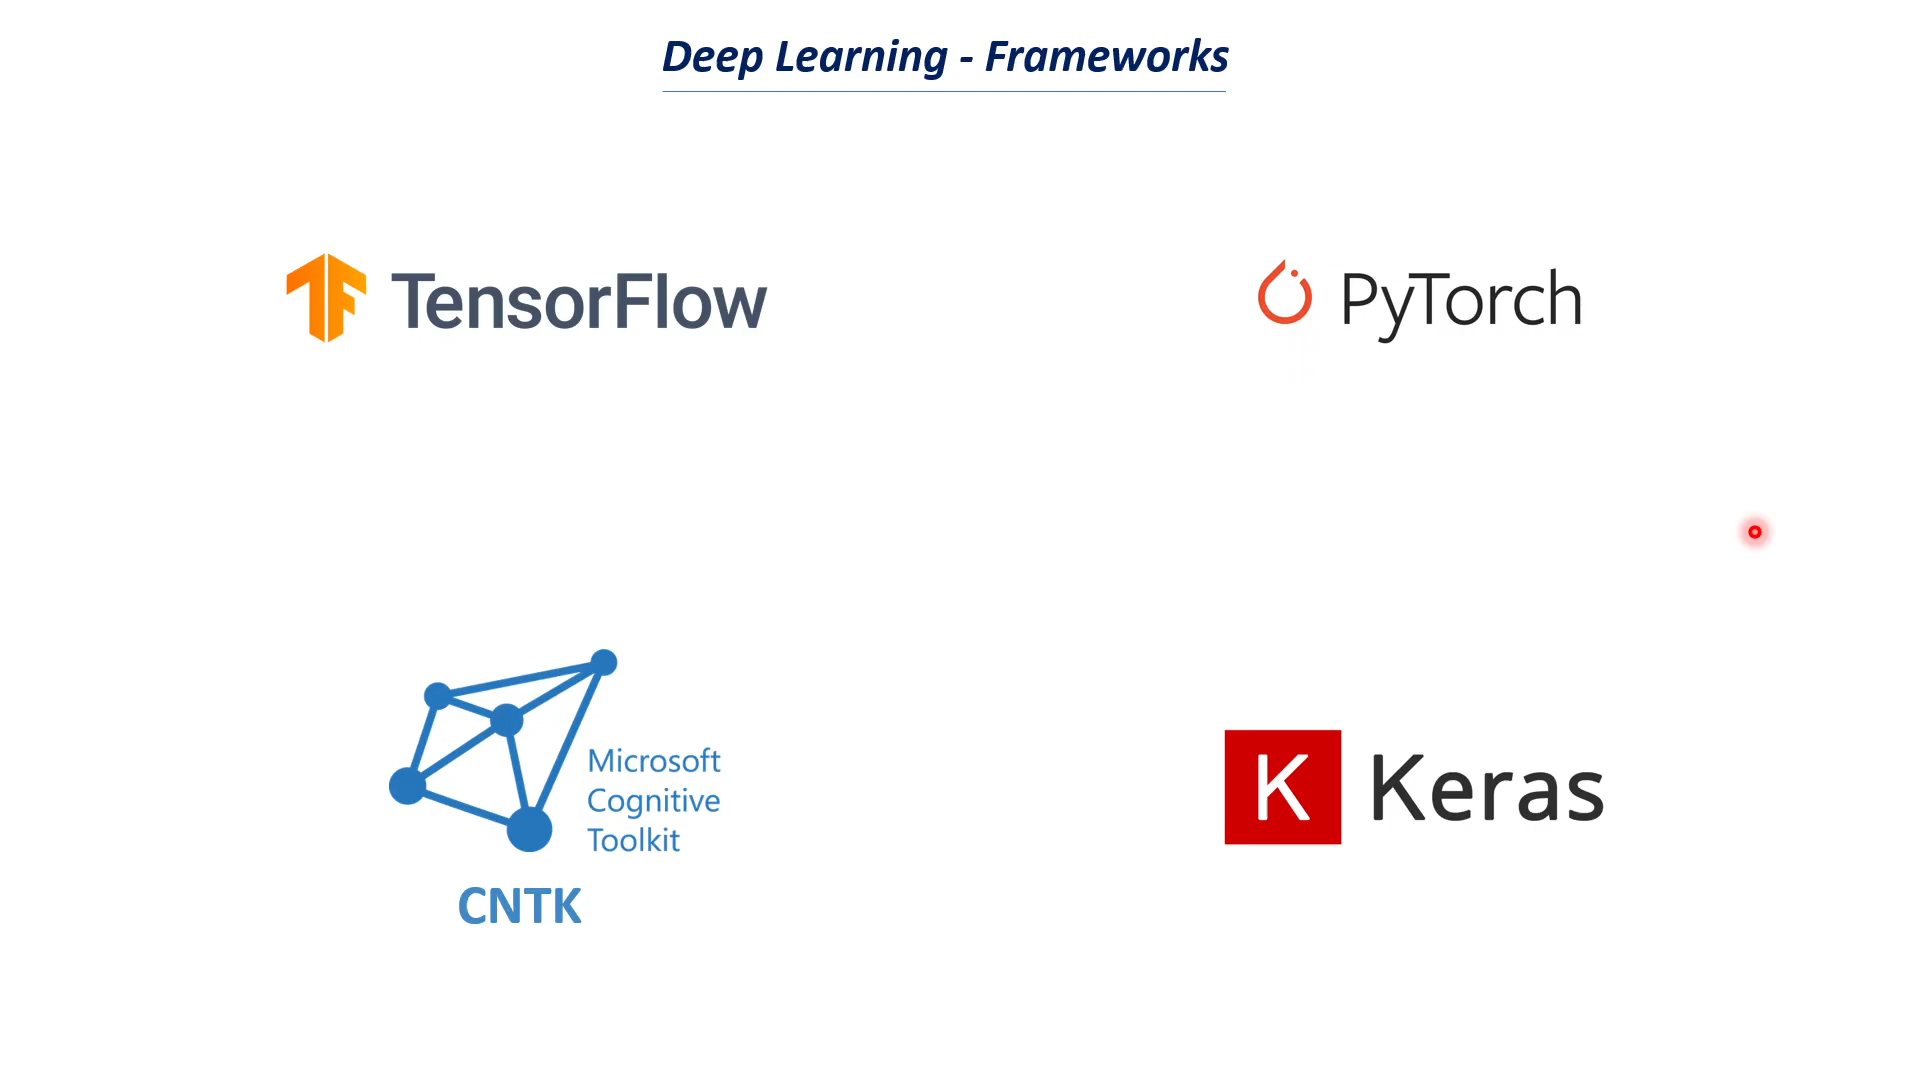 Deep Learning - Frameworks
TensorFlow
PyTorch
Microsoft
Cognitive
Toolkit
CNTK
K Keras